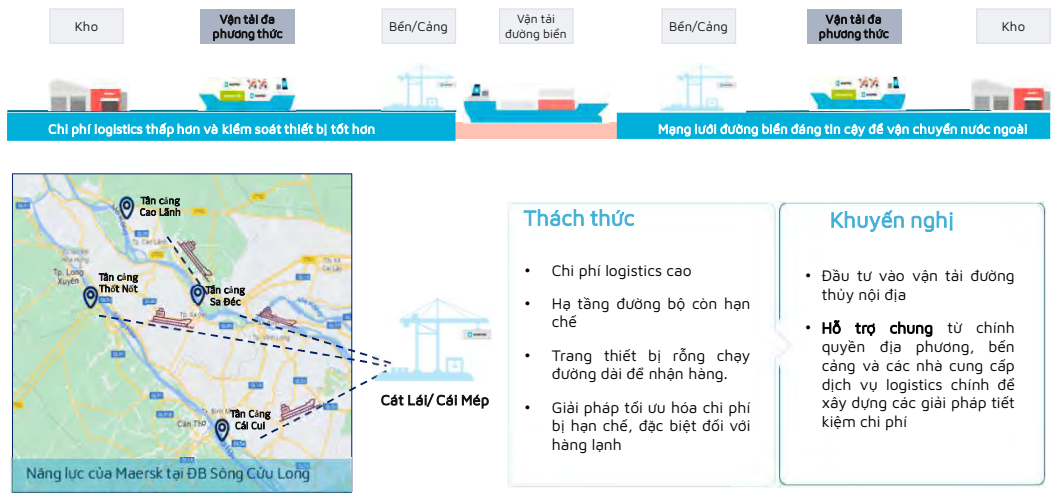 Kho
Vận tải đa
phương thức
Bến/Cảng
Vận tải
đường biển
Bến/Cảng
Vận tải đa
phương thức
Kho
Chi phí logistics thấp hơn và kiểm soát thiết bị tốt hơn
Mạng lưới đường biển đáng tin cậy để vận chuyển nước ngoài
Tân cảng
Cao Lãnh
Tp. Long
Xuyên
Tân cảng
Thốt Nốt
Tân cảng
Sa Đéc
Tân Cảng
Cái Cui
Cần Thơ
Năng lực của Maersk tại ĐB Sông Cửu Long
Cát Lái/ Cái Mép
Thách thức
• Chi phí logistics cao
• Hạ tầng đường bộ còn hạn
chế
• Trang thiết bị rỗng chạy
đường dài để nhận hàng.
• Giải pháp tối ưu hóa chi phí
bị hạn chế, đặc biệt đối với
hàng lạnh
Khuyến nghị
• Đầu tư vào vận tải đường
thủy nội địa
• Hỗ trợ chung từ chính
quyền địa phương, bến
cảng và các nhà cung cấp
dịch vụ logistics chính để
xây dựng các giải pháp tiết
kiệm chi phí